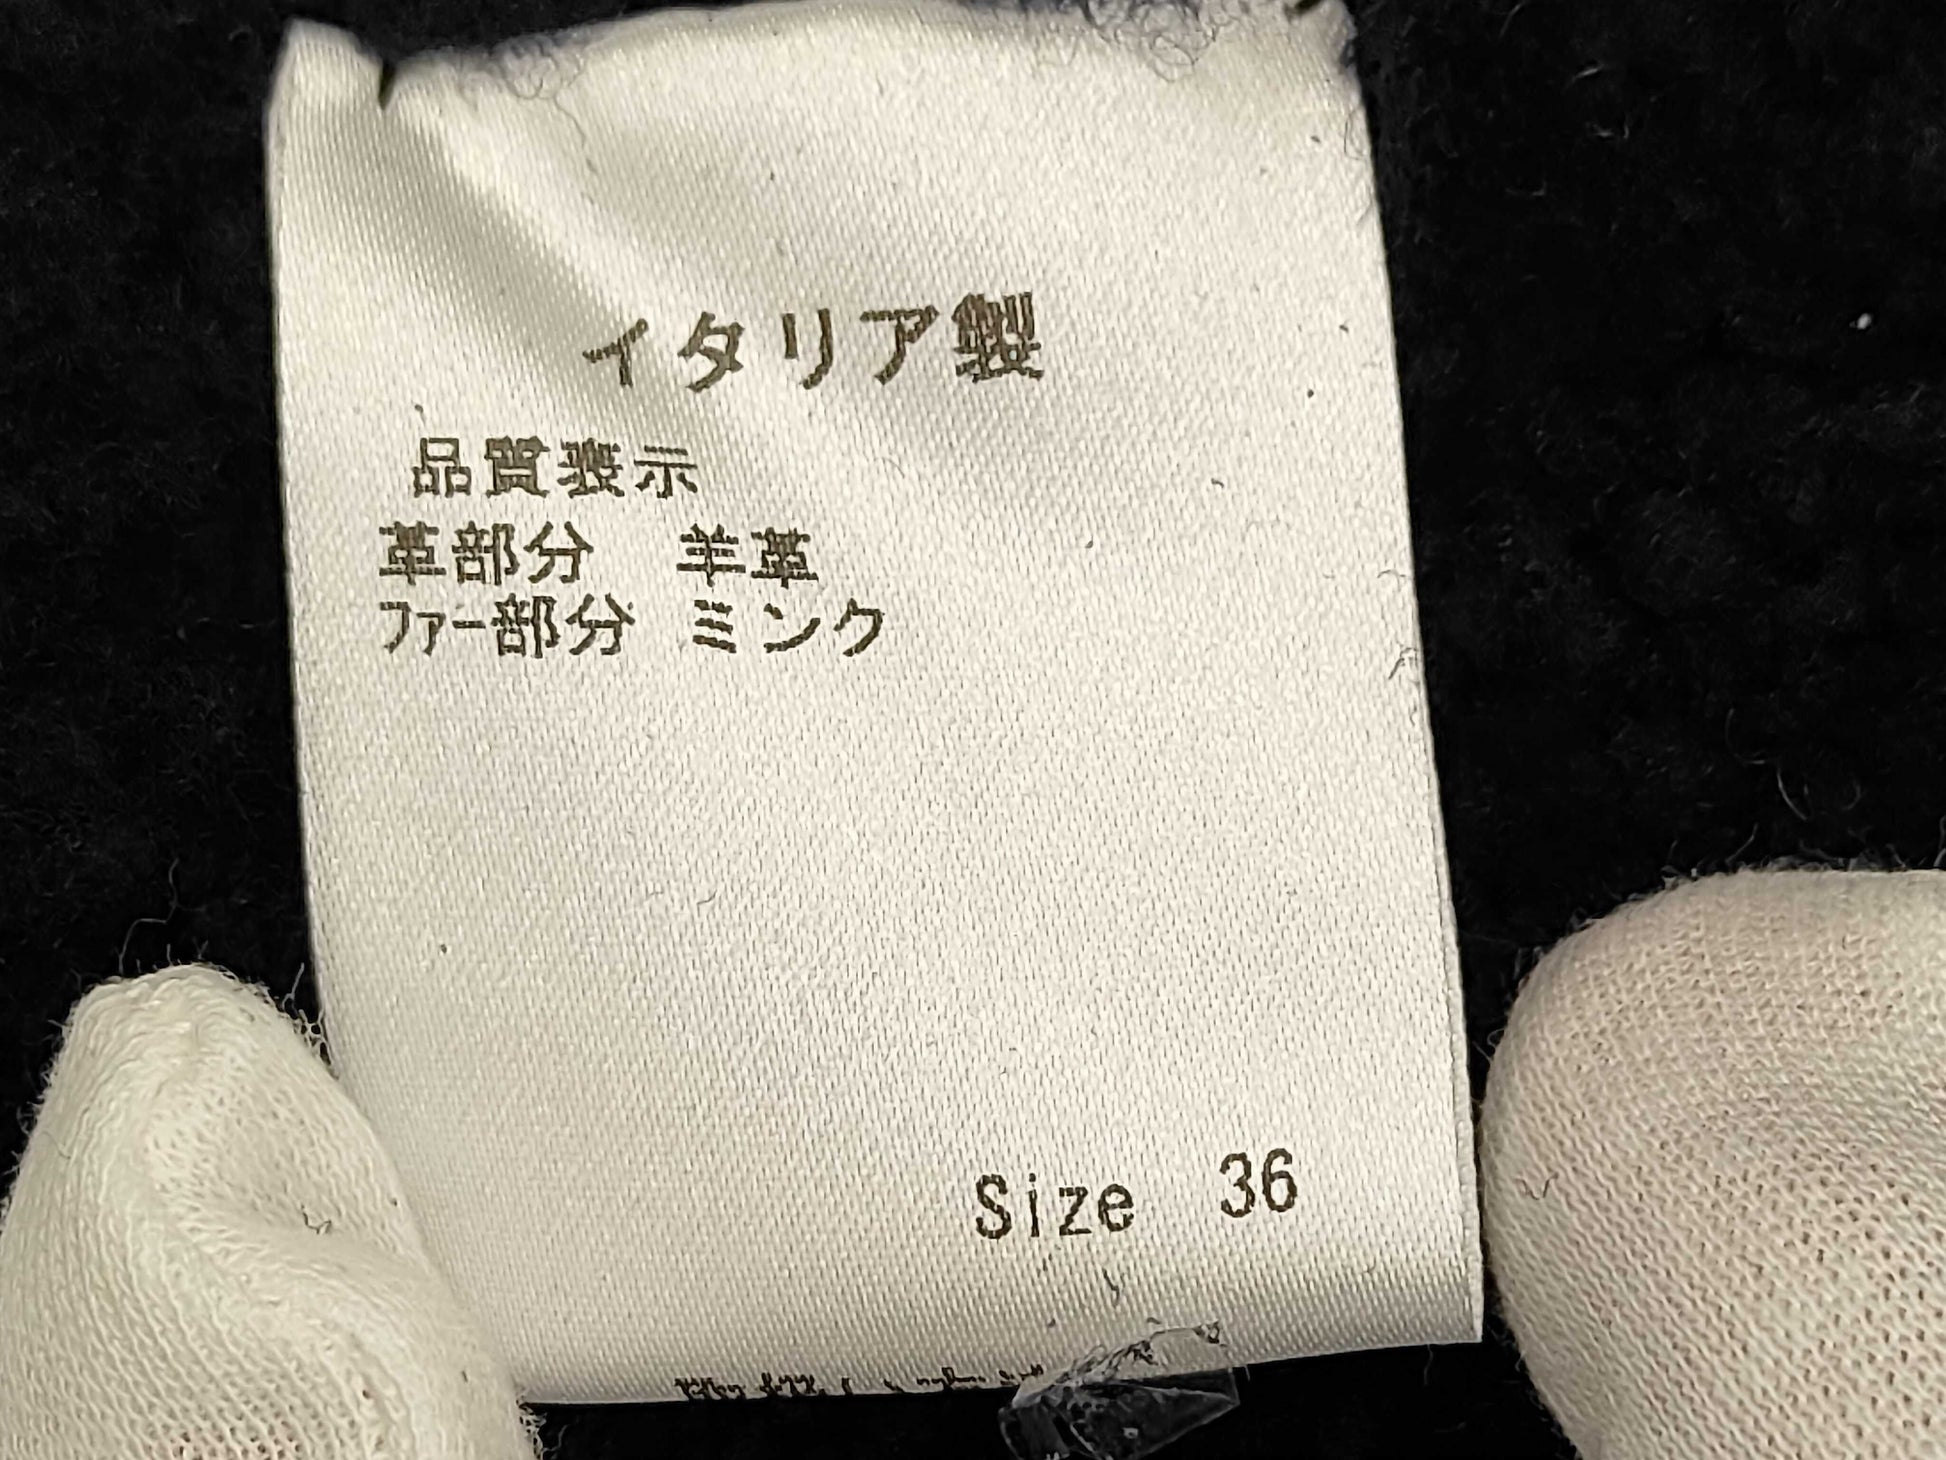 イタリア製
品質表示
革部分 羊革
ファー部分 ミンク
Size 36